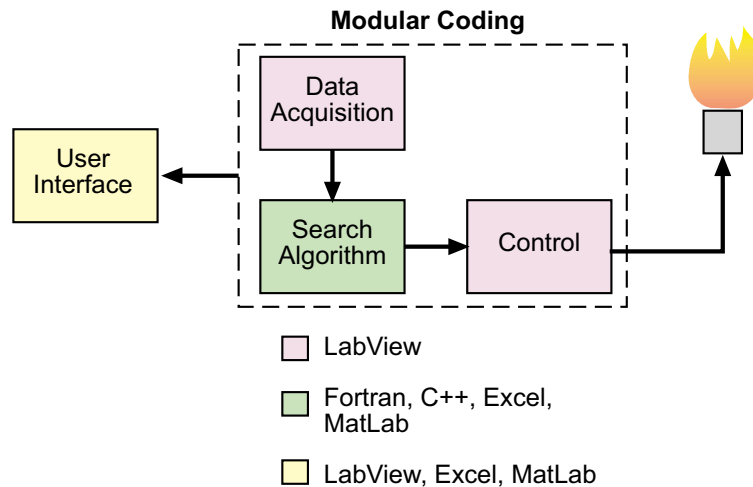 Modular Coding
Data
Acquisition
User
Interface
Search
Algorithm
Control
LabView
Fortran, C++, Excel,
MatLab
LabView, Excel, MatLab